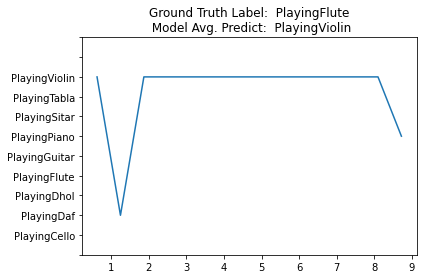 Ground Truth Label:  PlayingFlute
Model Avg. Predict:  PlayingViolin
PlayingViolin
PlayingTabla
PlayingSitar
PlayingPiano
PlayingGuitar
PlayingFlute
PlayingDhol
PlayingDaf
PlayingCello
1 2 3 4 5 6 7 8 9